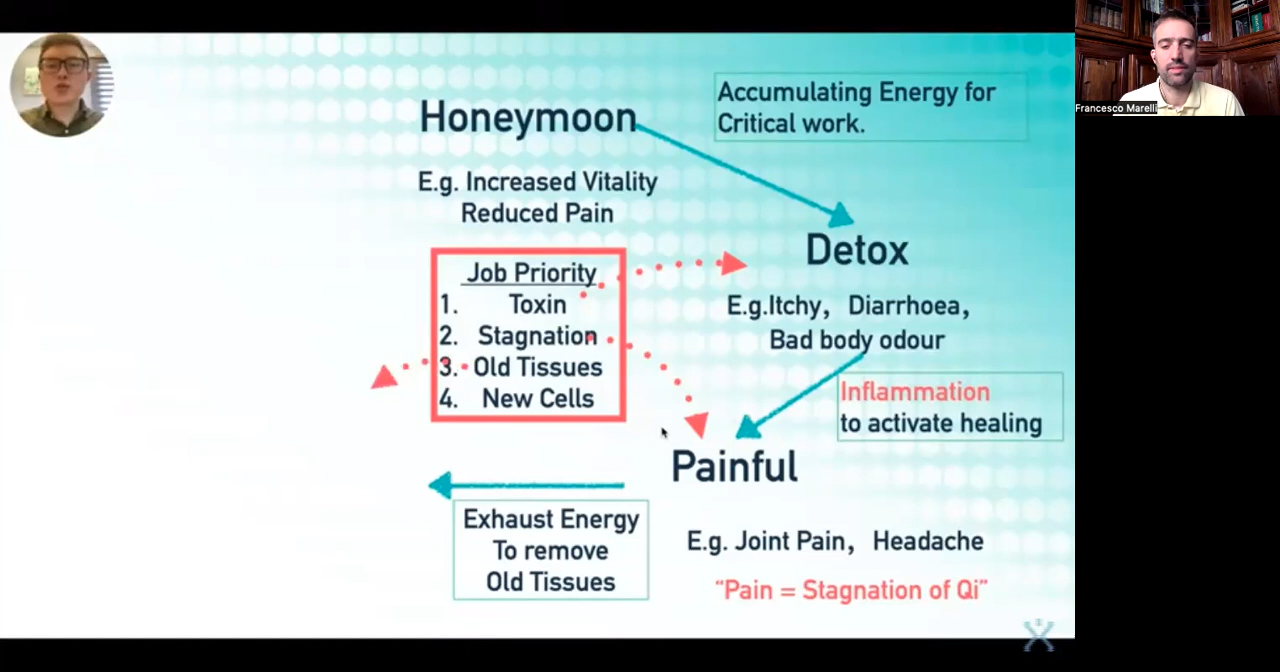 Honeymoon
Accumulating Energy for
Critical work.
E.g. Increased Vitality
Reduced Pain
Job Priority
1. Toxin
2. Stagnation
3. Old Tissues
4. New Cells
Detox
E.g.Itchy, Diarrhoea,
Bad body odour
Inflammation
to activate healing
Painful
E.g. Joint Pain, Headache
"Pain = Stagnation of Qi"
Exhaust Energy
To remove
Old Tissues
Francesco Marelli